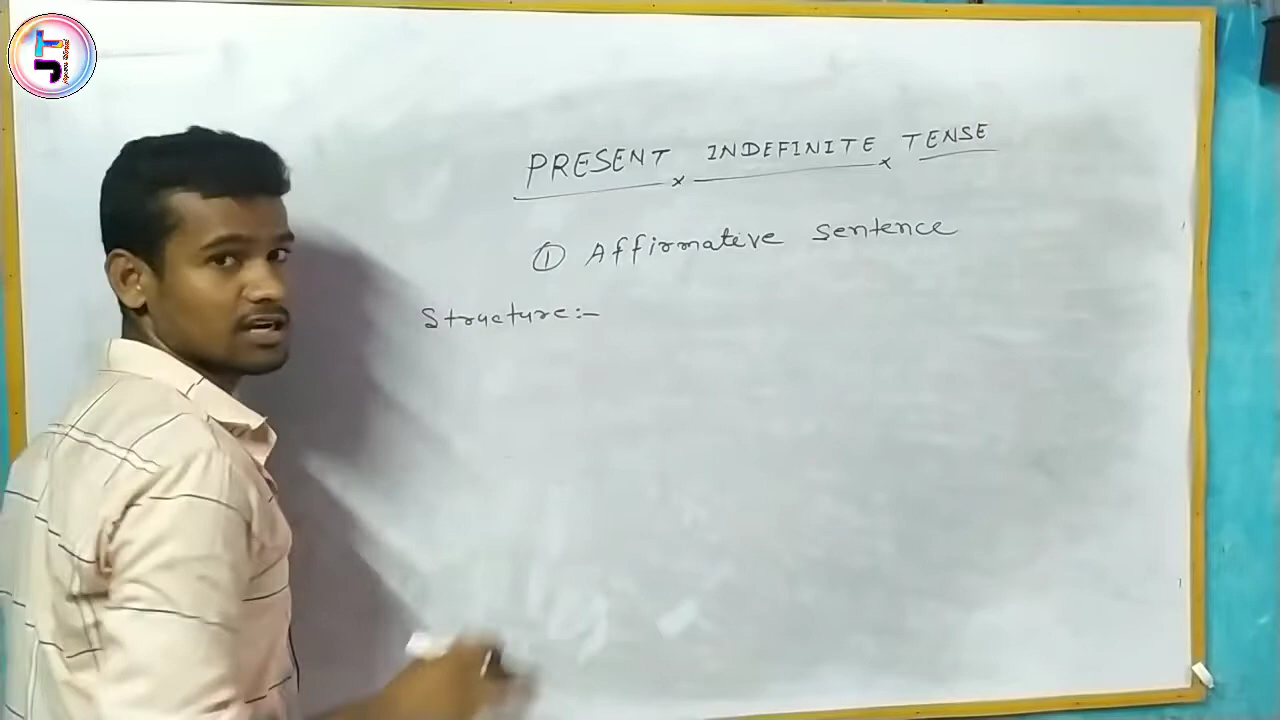 PRESENT INDEFINITE TENSE
① Affirmative sentence
Structure:-